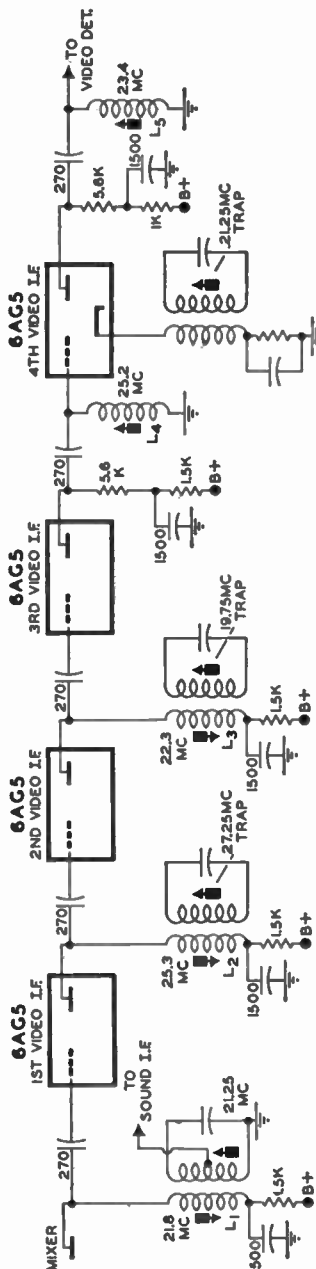 MIXER
270
21.8
MC
L1
500
1.5K
B+
TO
SOUND I.F.
21.25
MC
6AG5
1ST VIDEO I.F.
270
25.3
MC
L2
1500
1.5K
B+
27.25MC
TRAP
6AG5
2ND VIDEO I.F.
270
22.3
MC
L3
1500
1.5K
B+
19.75MC
TRAP
6AG5
3RD VIDEO I.F.
270
5.6
K
1500
1.5K
B+
25.2
MC
L4
6AG5
4TH VIDEO I.F.
21.25MC
TRAP
270
5.6K
1500
1K
B+
23.4
MC
L5
TO
VIDEO DET.